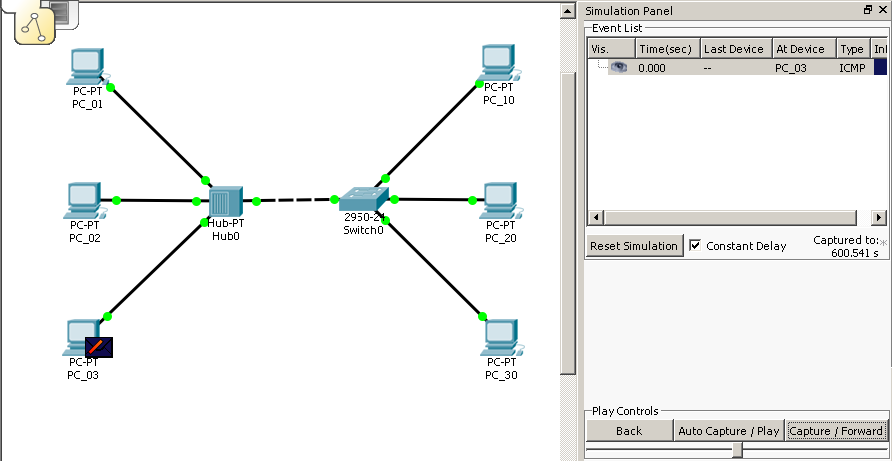 PC-PT
PC_01
PC-PT
PC_10
PC-PT
PC_02
Hub-PT
Hub0
2950-24
Switch0
PC-PT
PC_20
PC-PT
PC_03
PC-PT
PC_30
Simulation Panel
Event List
Vis. Time(sec) Last Device At Device Type Inf
0.000 -- PC_03 ICMP
Reset Simulation Constant Delay Captured to:*
600.541 s
Play Controls
Back Auto Capture / Play Capture / Forward